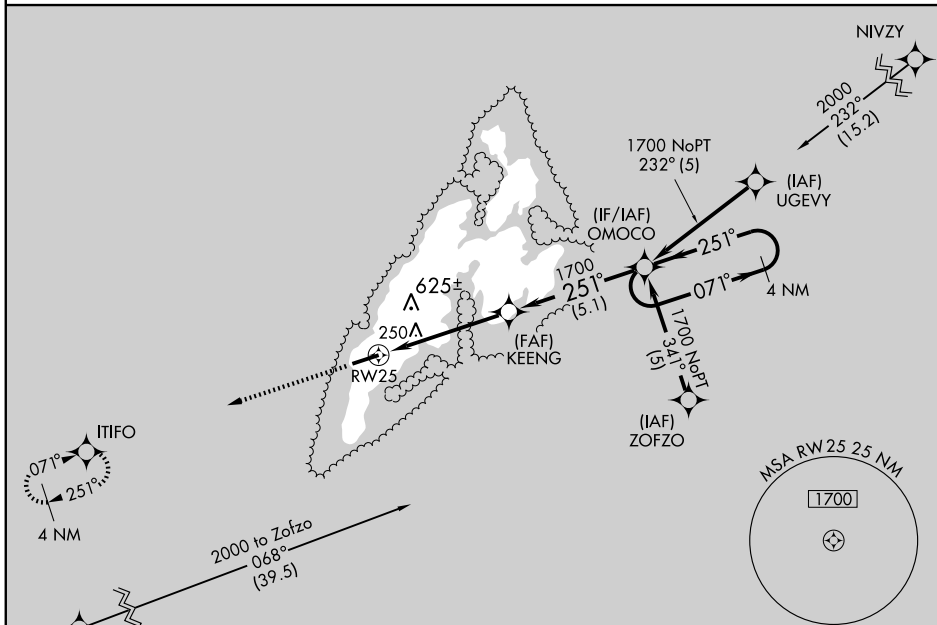 NIVZY
2000
232°
(15.2)
1700 NoPT
232° (5)
(IAF)
UGEVY
(IF/IAF)
OMOCO
251°
071°
4 NM
1700
251°
(5.1)
625±
250
(FAF)
KEENG
RW25
1700 NoPT
341°
(5)
(IAF)
ZOFZO
ITIFO
071°
251°
4 NM
MSA RW25 25 NM
1700
2000 to Zofzo
068°
(39.5)